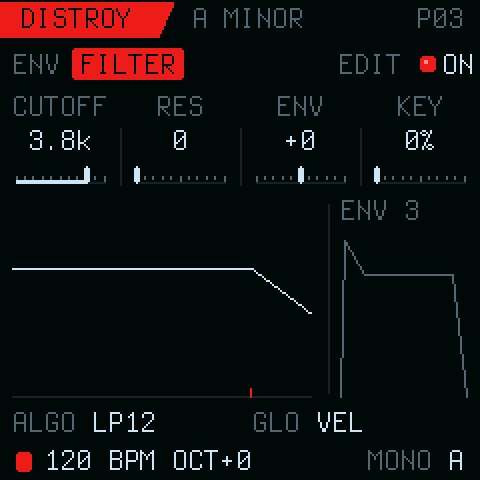 DISTROY A MINOR P03
ENV FILTER EDIT ON
CUTOFF RES ENV KEY
3.8k 0 +0 0%
ENV 3
ALGO LP12 GLO VEL
120 BPM OCT+0 MONO A